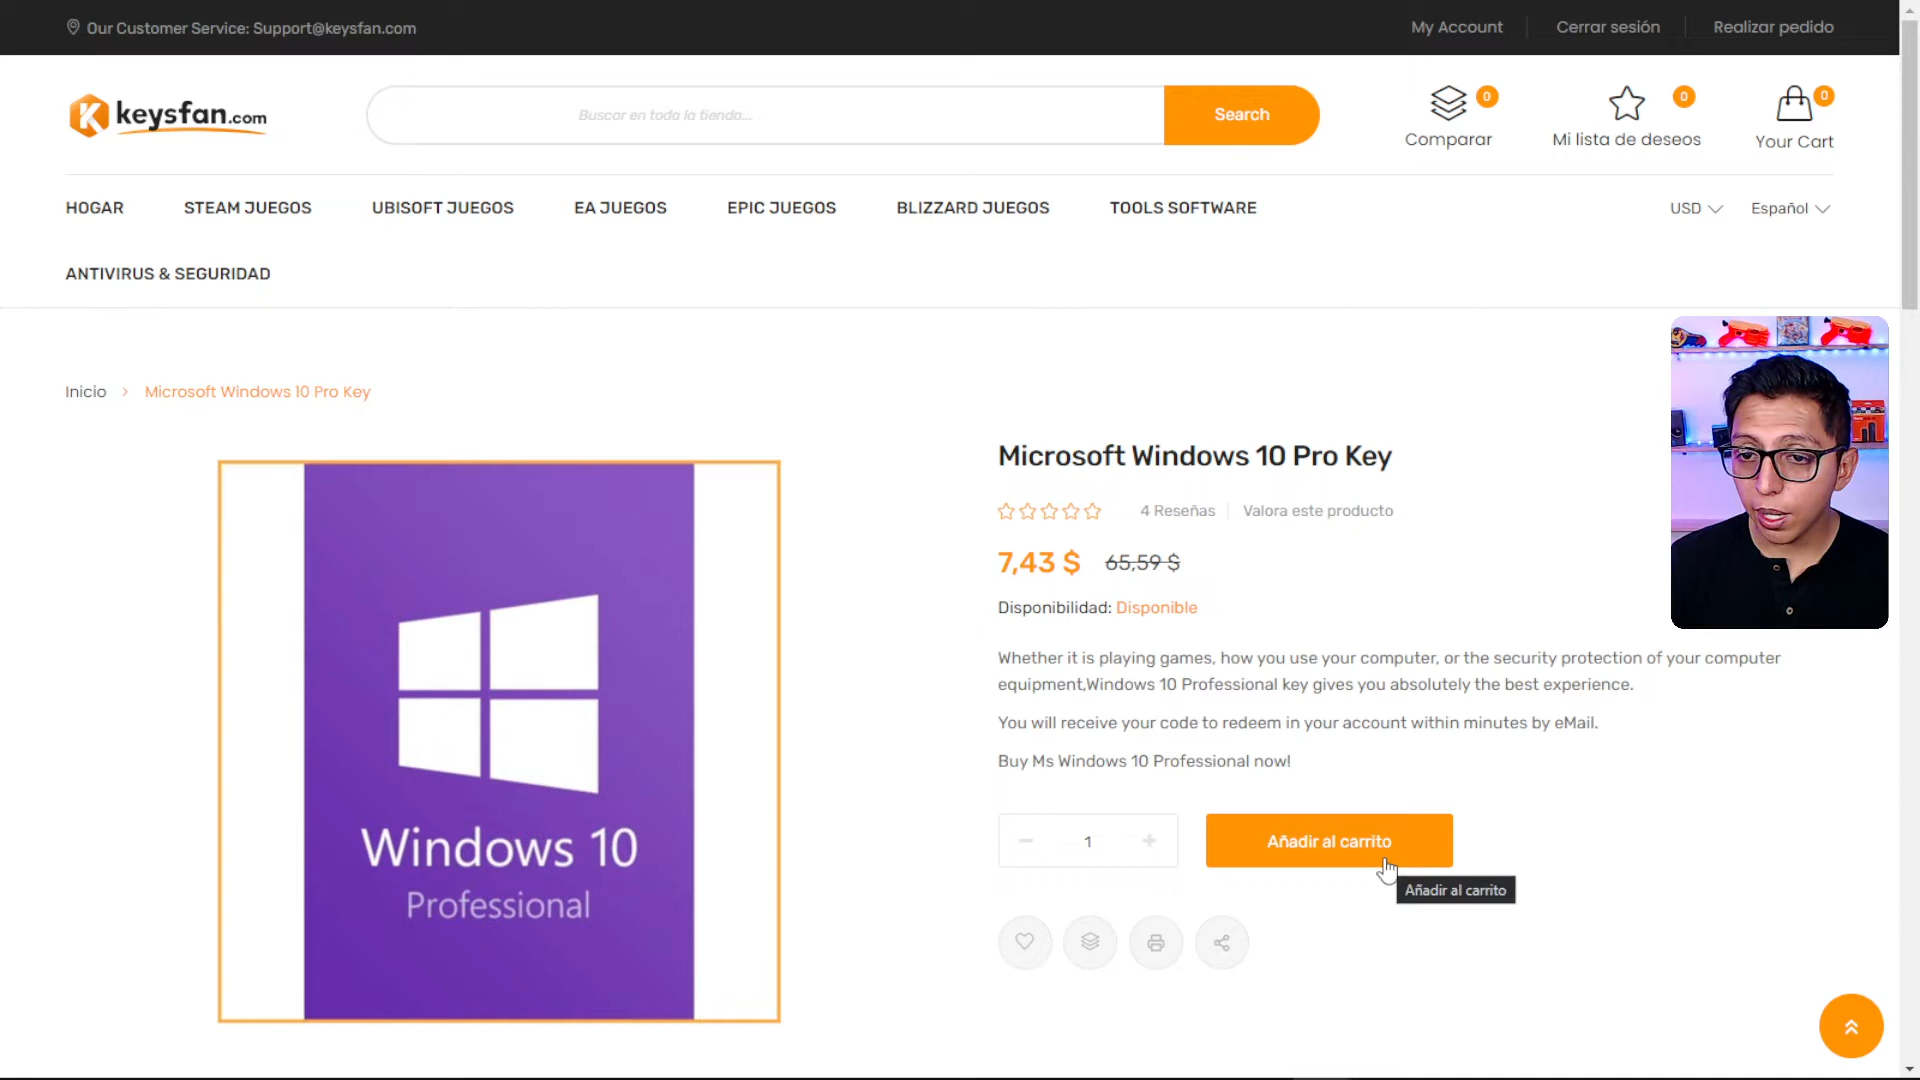 Our Customer Service: Support@keysfan.com
My Account
Cerrar sesión
Realizar pedido
keysfan.com
Buscar en toda la tienda...
Search
0
Comparar
0
Mi lista de deseos
0
Your Cart
HOGAR
STEAM JUEGOS
UBISOFT JUEGOS
EA JUEGOS
EPIC JUEGOS
BLIZZARD JUEGOS
TOOLS SOFTWARE
USD
Español
ANTIVIRUS & SEGURIDAD
Inicio > Microsoft Windows 10 Pro Key
Windows 10
Professional
Microsoft Windows 10 Pro Key
4 Reseñas
Valora este producto
7,43 $ 65,59 $
Disponibilidad: Disponible
Whether it is playing games, how you use your computer, or the security protection of your computer
equipment,Windows 10 Professional key gives you absolutely the best experience.
You will receive your code to redeem in your account within minutes by eMail.
Buy Ms Windows 10 Professional now!
1
Añadir al carrito
Añadir al carrito